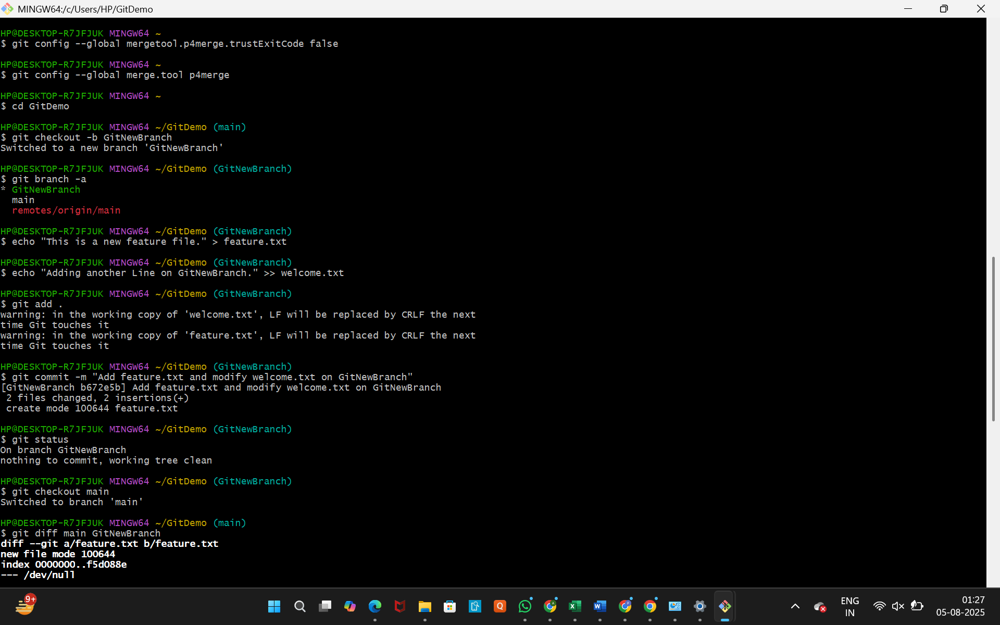 MINGW64:/c/Users/HP/GitDemo
HP@DESKTOP-R7JFJUK MINGW64 ~
$ git config --global mergetool.p4merge.trustExitCode false
HP@DESKTOP-R7JFJUK MINGW64 ~
$ git config --global merge.tool p4merge
HP@DESKTOP-R7JFJUK MINGW64 ~
$ cd GitDemo
HP@DESKTOP-R7JFJUK MINGW64 ~/GitDemo (main)
$ git checkout -b GitNewBranch
Switched to a new branch 'GitNewBranch'
HP@DESKTOP-R7JFJUK MINGW64 ~/GitDemo (GitNewBranch)
$ git branch -a
* GitNewBranch
main
remotes/origin/main
HP@DESKTOP-R7JFJUK MINGW64 ~/GitDemo (GitNewBranch)
$ echo "This is a new feature file." > feature.txt
HP@DESKTOP-R7JFJUK MINGW64 ~/GitDemo (GitNewBranch)
$ echo "Adding another Line on GitNewBranch." >> welcome.txt
HP@DESKTOP-R7JFJUK MINGW64 ~/GitDemo (GitNewBranch)
$ git add .
warning: in the working copy of 'welcome.txt', LF will be replaced by CRLF the next
time Git touches it
warning: in the working copy of 'feature.txt', LF will be replaced by CRLF the next
time Git touches it
HP@DESKTOP-R7JFJUK MINGW64 ~/GitDemo (GitNewBranch)
$ git commit -m "Add feature.txt and modify welcome.txt on GitNewBranch"
[GitNewBranch b672e5b] Add feature.txt and modify welcome.txt on GitNewBranch
2 files changed, 2 insertions(+)
create mode 100644 feature.txt
HP@DESKTOP-R7JFJUK MINGW64 ~/GitDemo (GitNewBranch)
$ git status
On branch GitNewBranch
nothing to commit, working tree clean
HP@DESKTOP-R7JFJUK MINGW64 ~/GitDemo (GitNewBranch)
$ git checkout main
Switched to branch 'main'
HP@DESKTOP-R7JFJUK MINGW64 ~/GitDemo (main)
$ git diff main GitNewBranch
diff --git a/feature.txt b/feature.txt
new file mode 100644
index 0000000..f5d088e
--- /dev/null
9+
ENG
IN
01:27
05-08-2025